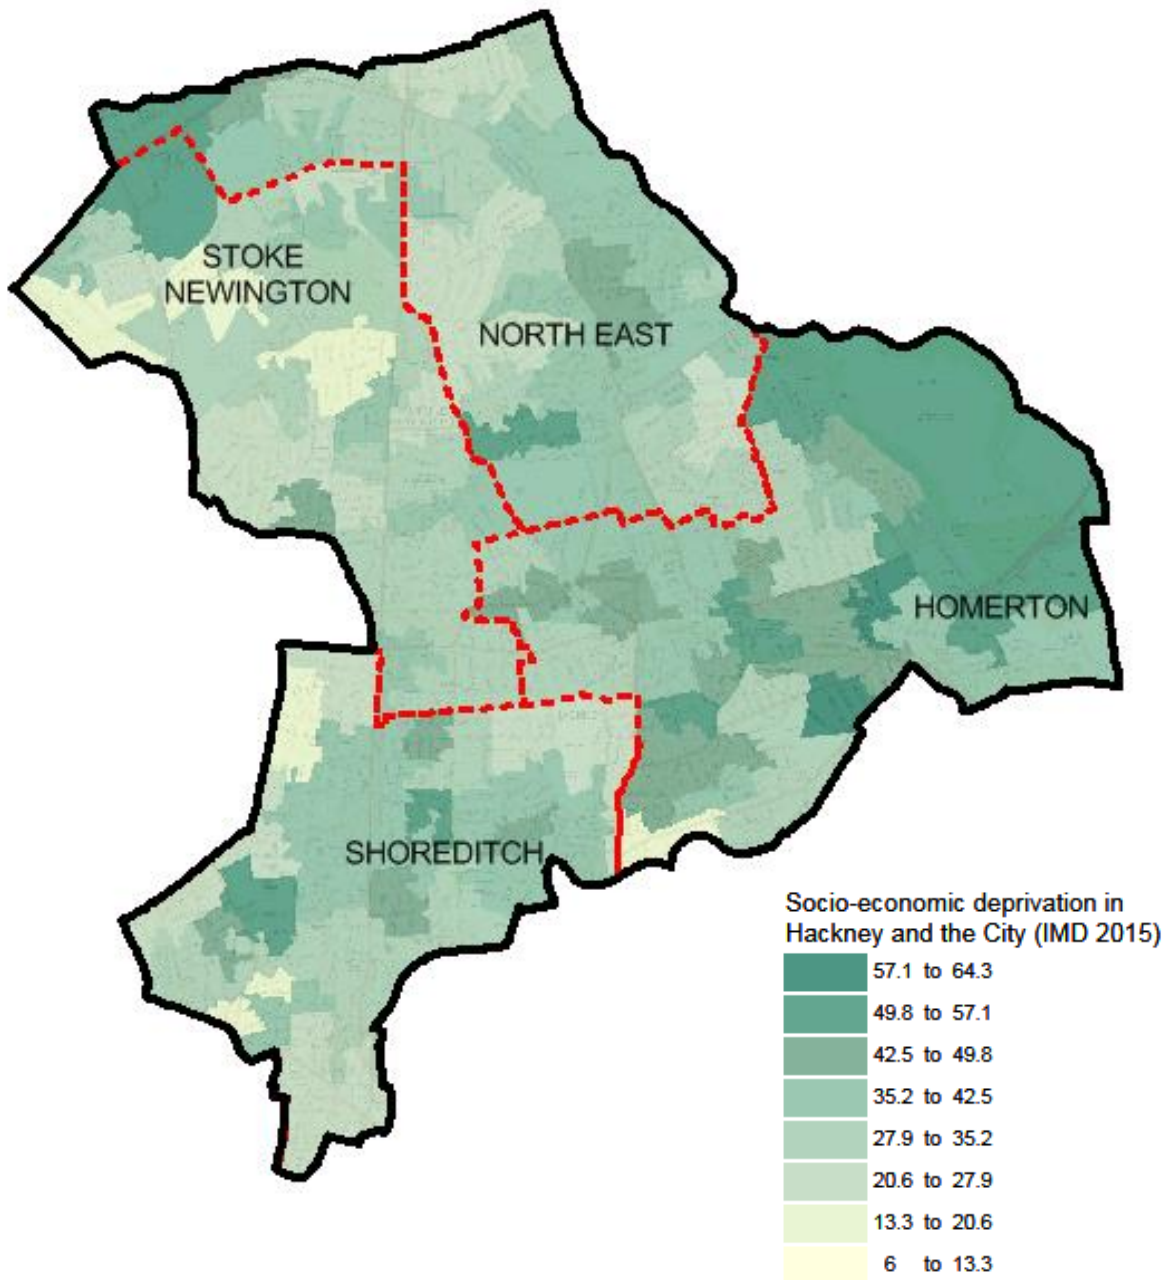 STOKE
NEWINGTON
NORTH EAST
HOMERTON
SHOREDITCH
Socio-economic deprivation in
Hackney and the City (IMD 2015)
57.1 to 64.3
49.8 to 57.1
42.5 to 49.8
35.2 to 42.5
27.9 to 35.2
20.6 to 27.9
13.3 to 20.6
6 to 13.3